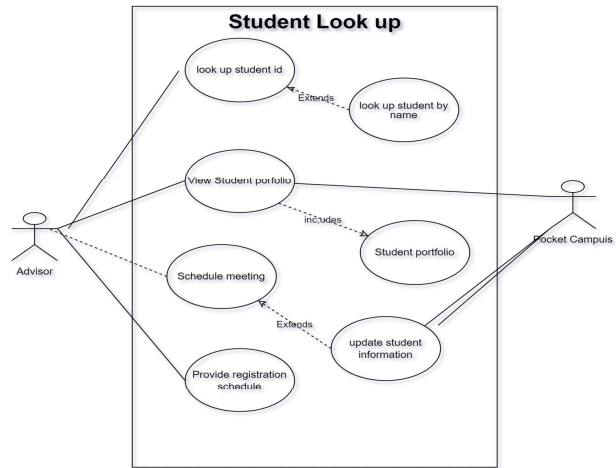 Student Look up
look up student id
Extends
look up student by
name
View Student porfolio
includes
Student portfolio
Pocket Campuis
Advisor
Schedule meeting
Extends
update student
information
Provide registration
schedule